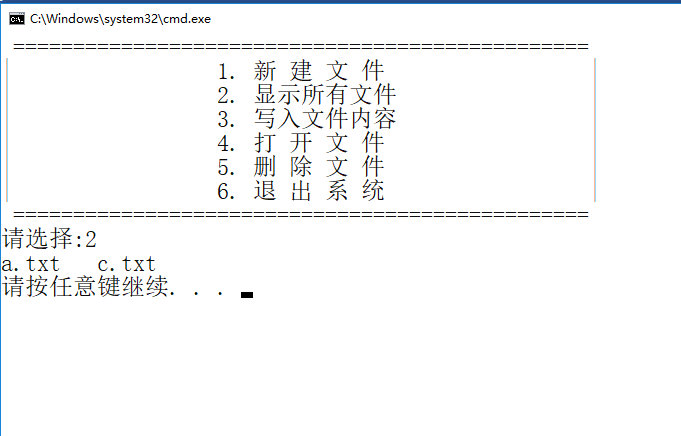 C:\Windows\system32\cmd.exe
================================================
1. 新 建 文 件
2. 显示所有文件
3. 写入文件内容
4. 打 开 文 件
5. 删 除 文 件
6. 退 出 系 统
================================================
请选择:2
a.txt   c.txt
请按任意键继续. . .